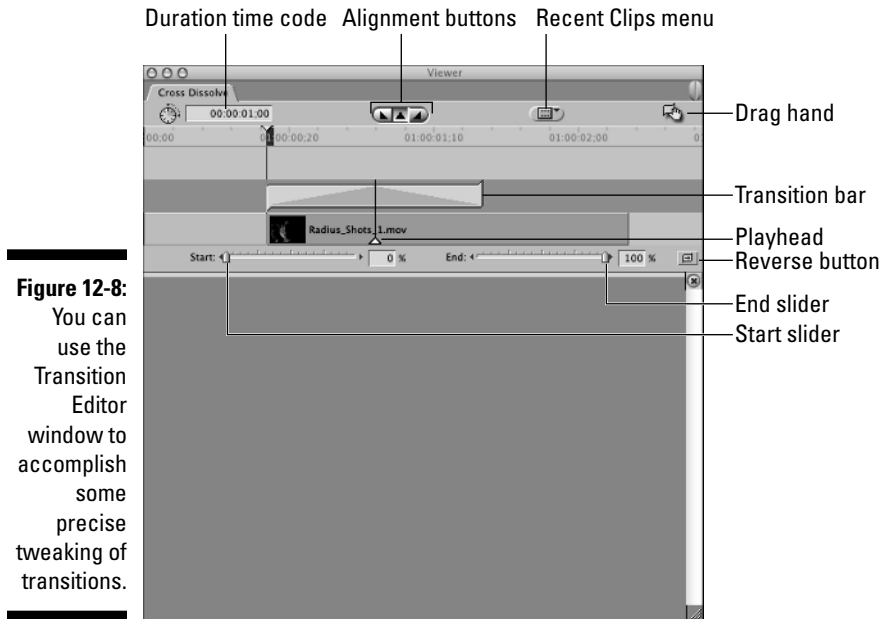 Duration time code Alignment buttons Recent Clips menu
Viewer
Cross Dissolve
00:00:01;00
Drag hand
00;00 01:00:00;20 01:00:01;10 01:00:02;00 0
Transition bar
Radius_Shots_1.mov
Playhead
Start: 0 % End: 100 %
Reverse button
End slider
Start slider
Figure 12-8:
You can
use the
Transition
Editor
window to
accomplish
some
precise
tweaking of
transitions.